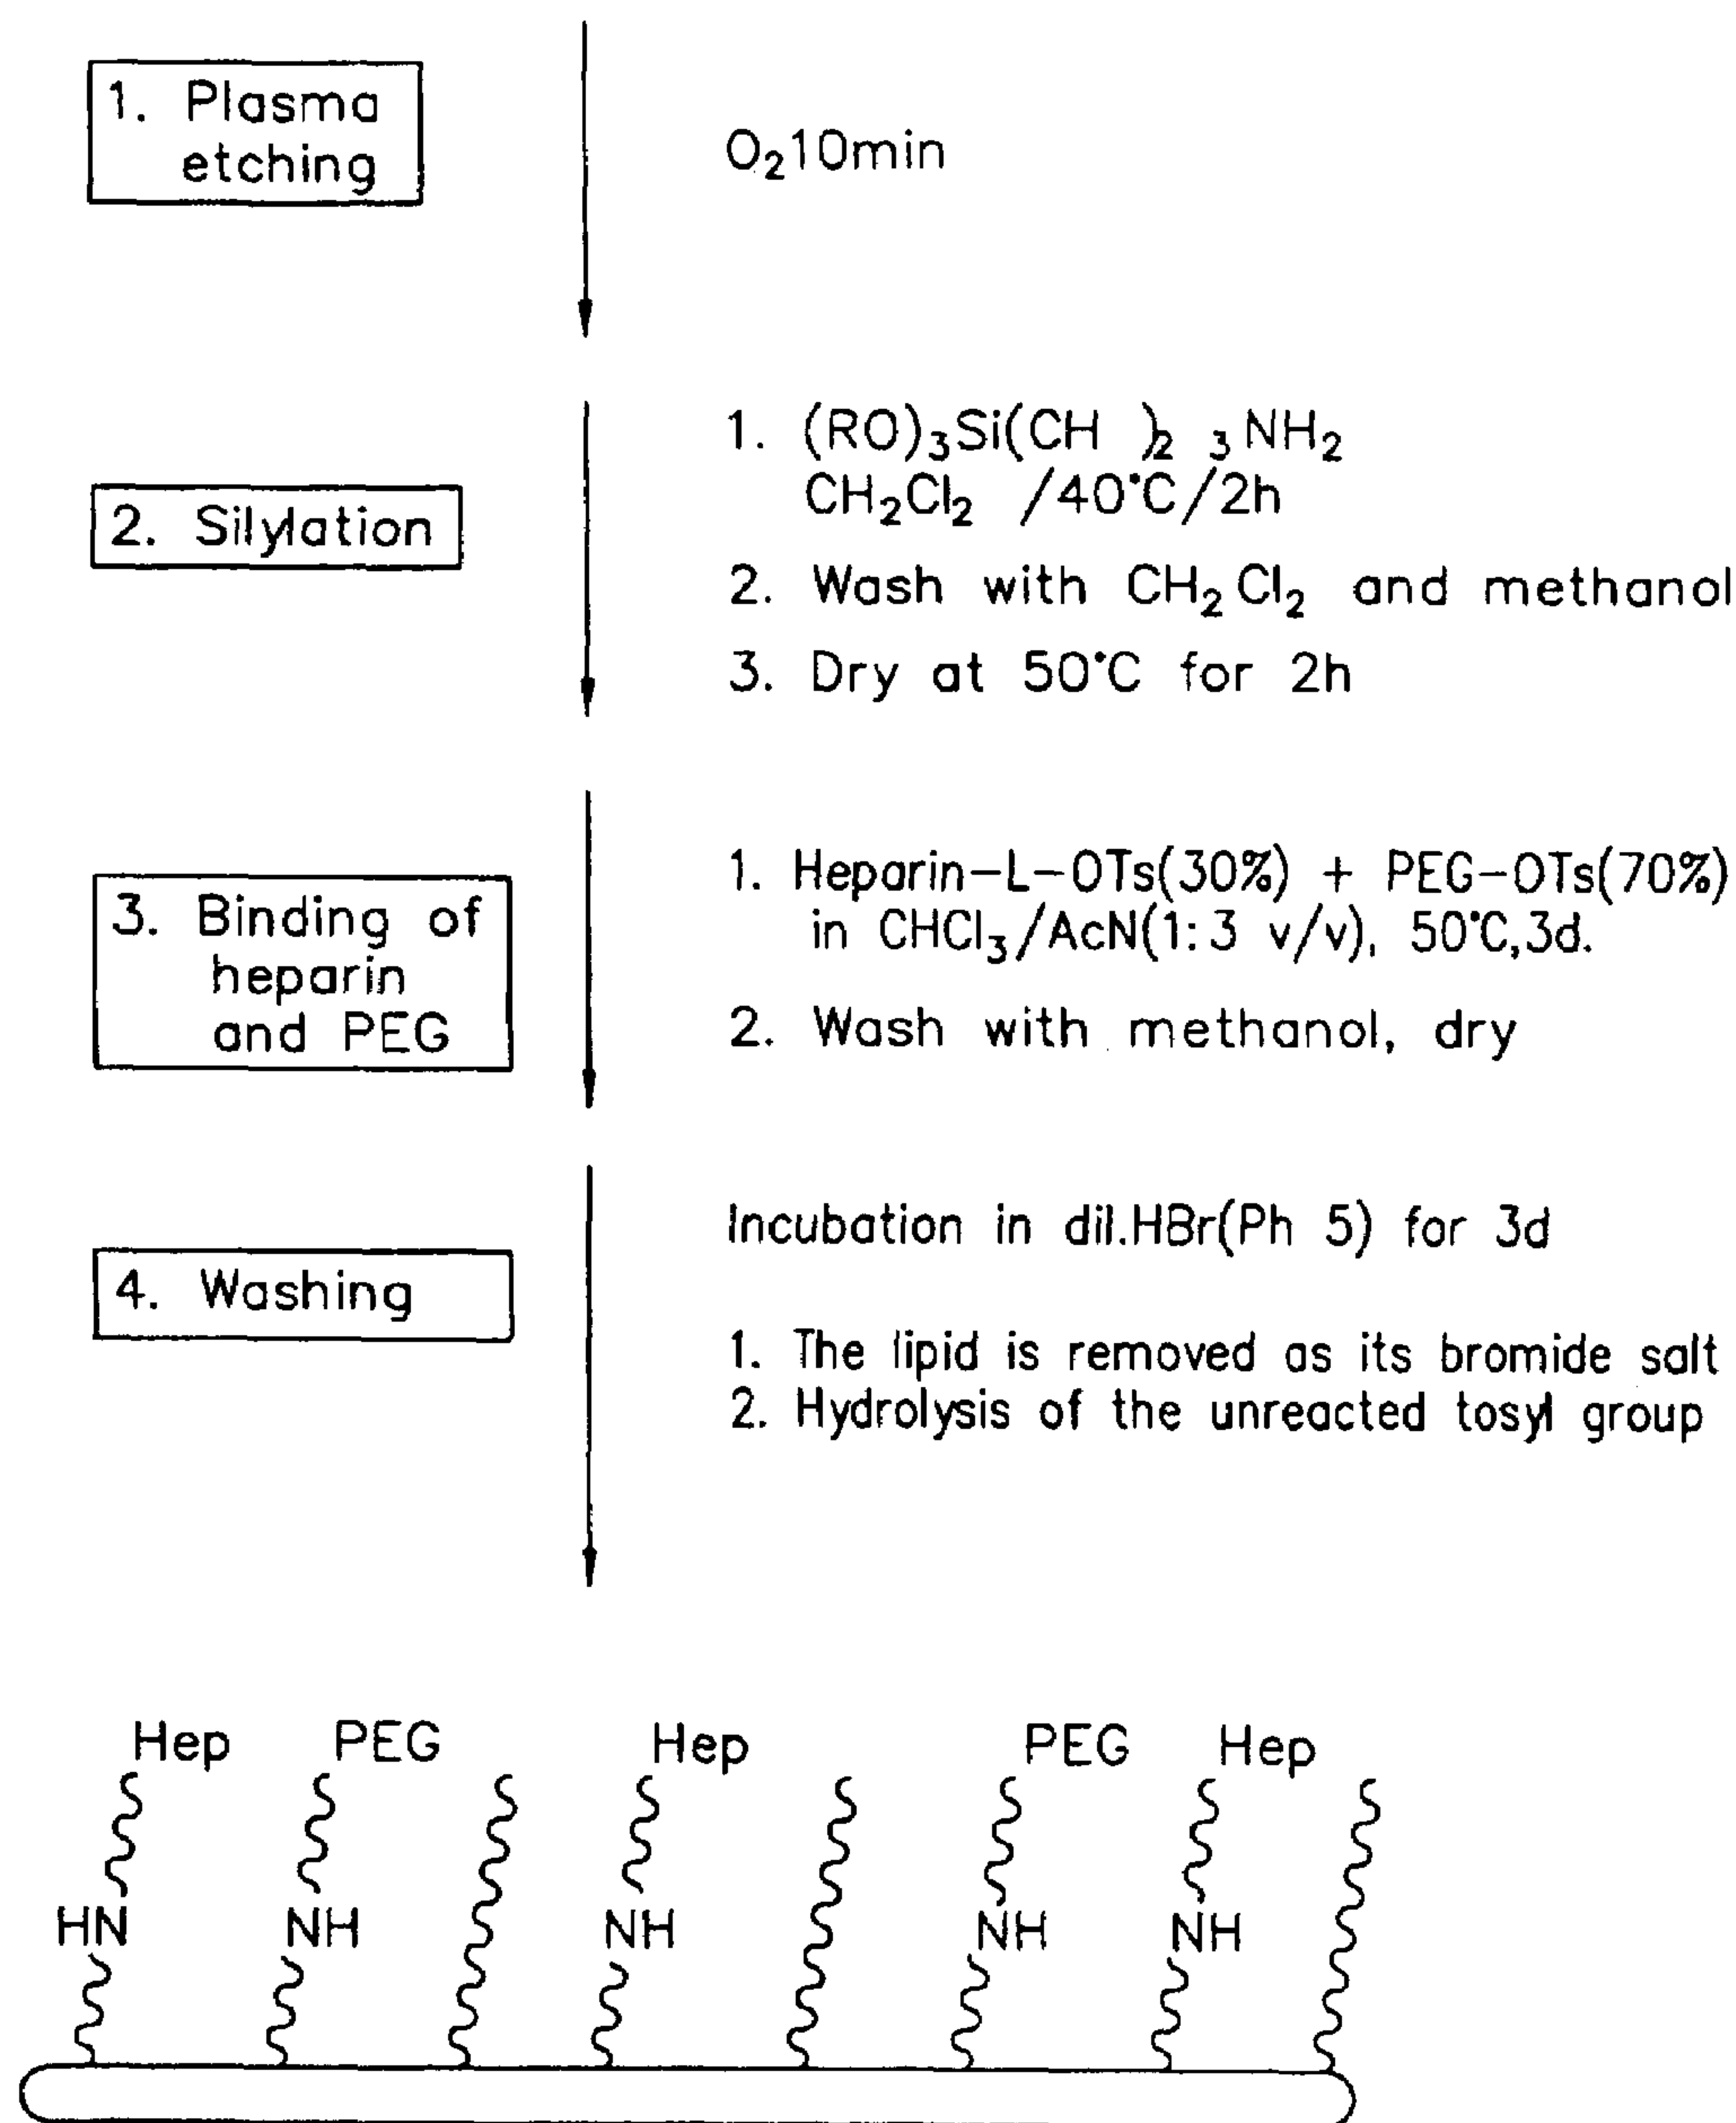 1. Plasma
etching
O₂10min
2. Silylation
1. (RO)₃Si(CH )₂ ₃NH₂
CH₂Cl₂ /40°C/2h
2. Wash with CH₂Cl₂ and methanol
3. Dry at 50°C for 2h
3. Binding of
heparin
and PEG
1. Heparin-L-OTs(30%) + PEG-OTs(70%)
in CHCl₃/AcN(1:3 v/v), 50°C,3d.
2. Wash with methanol, dry
4. Washing
Incubation in dil.HBr(Ph 5) for 3d
1. The lipid is removed as its bromide salt
2. Hydrolysis of the unreacted tosyl group
Hep PEG Hep PEG Hep
HN NH NH NH NH